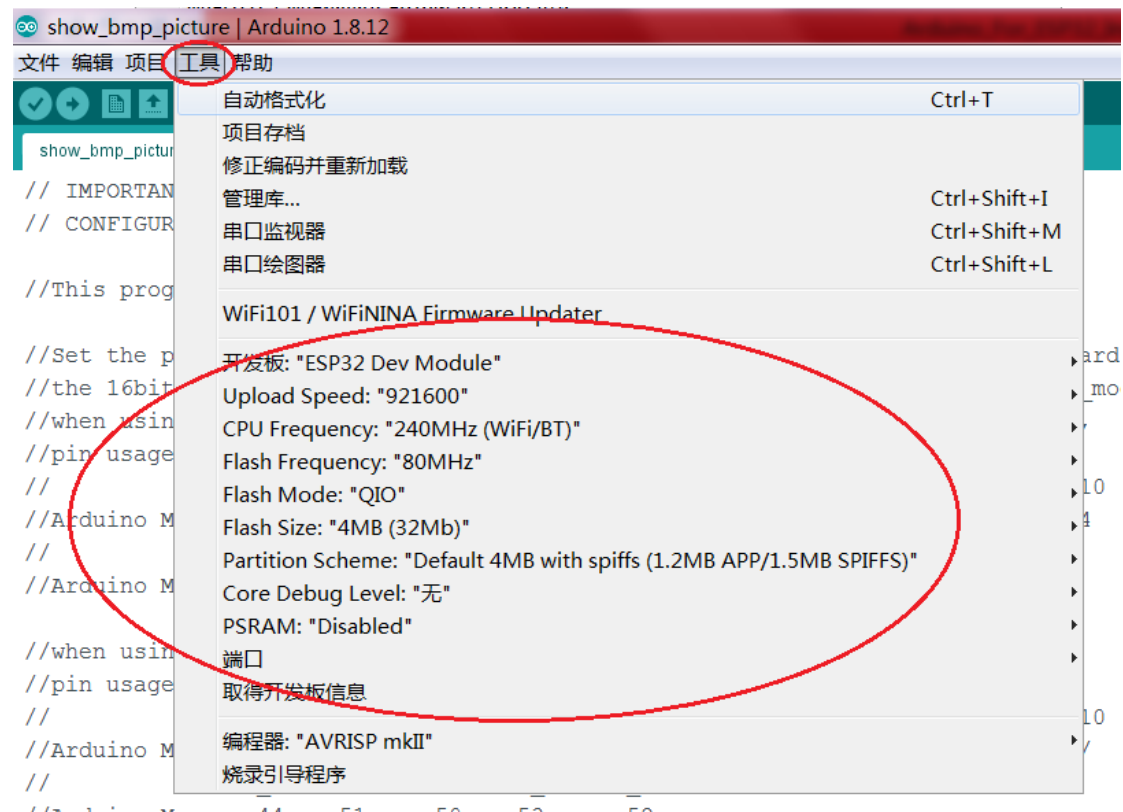 show_bmp_picture | Arduino 1.8.12
文件 编辑 项目 工具 帮助
自动格式化 Ctrl+T
项目存档
show_bmp_pictur
修正编码并重新加载
// IMPORTAN
管理库... Ctrl+Shift+I
// CONFIGUR
串口监视器 Ctrl+Shift+M
串口绘图器 Ctrl+Shift+L
//This prog
WiFi101 / WiFiNINA Firmware Updater
//Set the p
开发板: "ESP32 Dev Module"
ard
//the 16bit
Upload Speed: "921600"
_mo
//when usin
CPU Frequency: "240MHz (WiFi/BT)"
//pin usage
Flash Frequency: "80MHz"
//
Flash Mode: "QIO"
10
//Arduino M
Flash Size: "4MB (32Mb)"
4
//
Partition Scheme: "Default 4MB with spiffs (1.2MB APP/1.5MB SPIFFS)"
//Arduino M
Core Debug Level: "无"
PSRAM: "Disabled"
//when usin
端口
//pin usage
取得开发板信息
//
10
//Arduino M
编程器: "AVRISP mkII"
/
//
烧录引导程序